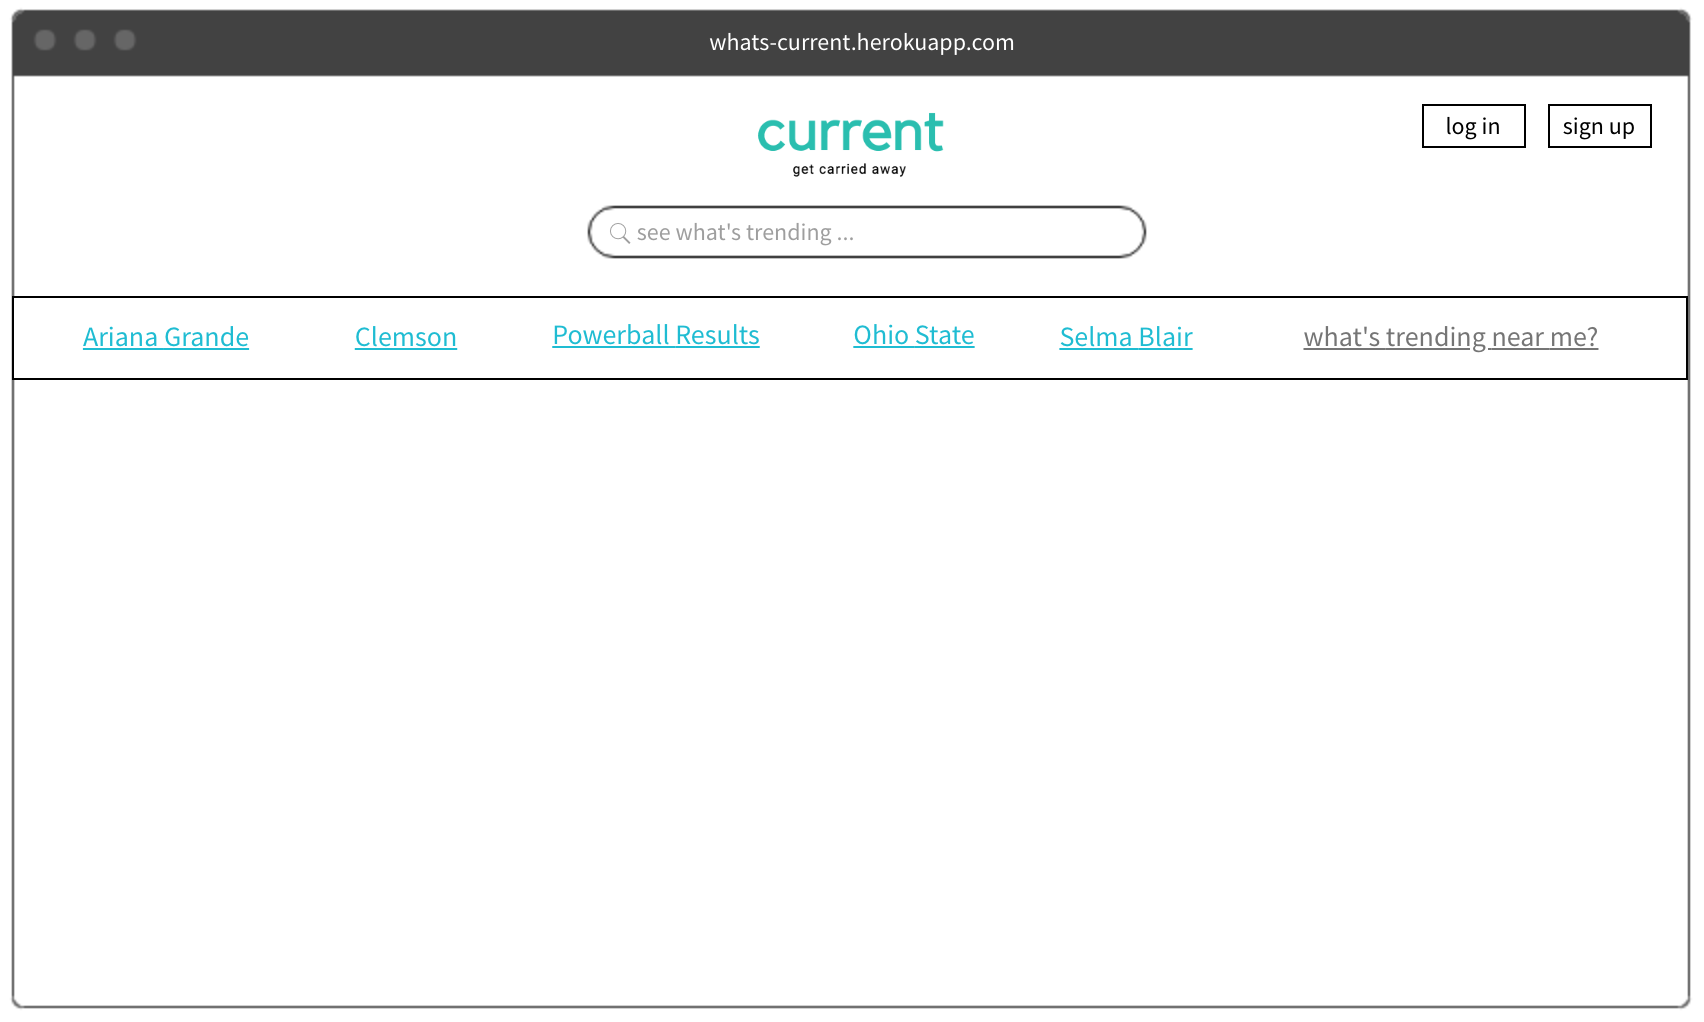 whats-current.herokuapp.com
current
get carried away
log in
sign up
see what's trending ...
Ariana Grande
Clemson
Powerball Results
Ohio State
Selma Blair
what's trending near me?